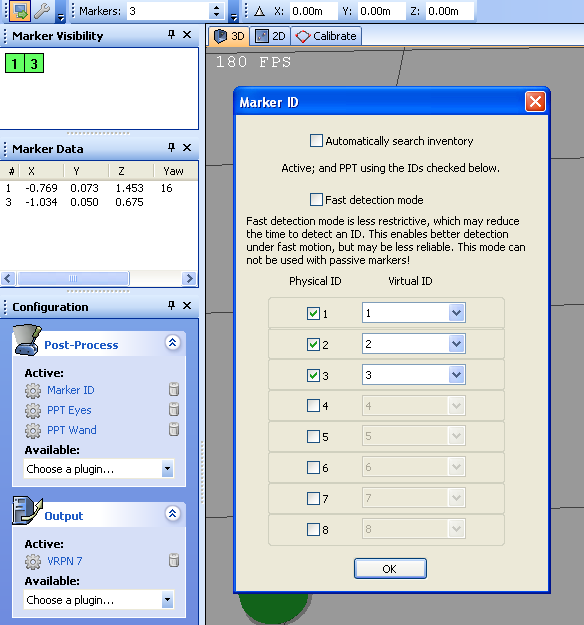 Markers: 3 X: 0.00m Y: 0.00m Z: 0.00m
Marker Visibility
1 3
Marker Data
# X Y Z Yaw
1 -0.769 0.073 1.453 16
3 -1.034 0.050 0.675
Configuration
Post-Process
Active:
Marker ID
PPT Eyes
PPT Wand
Available:
Choose a plugin...
Output
Active:
VRPN 7
Available:
Choose a plugin...
3D 2D Calibrate
180 FPS
Marker ID
Automatically search inventory
Active; and PPT using the IDs checked below.
Fast detection mode
Fast detection mode is less restrictive, which may reduce
the time to detect an ID. This enables better detection
under fast motion, but may be less reliable. This mode can
not be used with passive markers!
Physical ID Virtual ID
1 1
2 2
3 3
4 4
5 5
6 6
7 7
8 8
OK